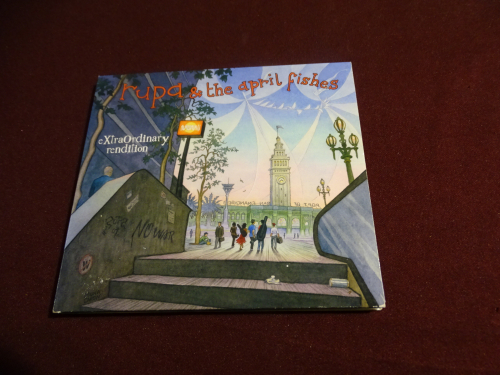 rupa & the april fishes
eXtraOrdinary
rendition
NO WAR